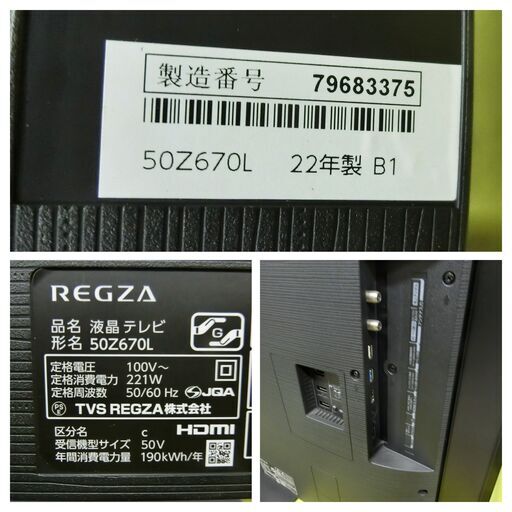 製造番号 79683375
50Z670L 22年製 B1
REGZA
品名 液晶テレビ
形名 50Z670L
S
G
定格電圧 100V～
定格消費電力 221W
定格周波数 50/60 Hz
JQA
PS
E
TVS REGZA株式会社
区分名 c
HDMI
受信機型サイズ 50V
年間消費電力量 190kWh/年